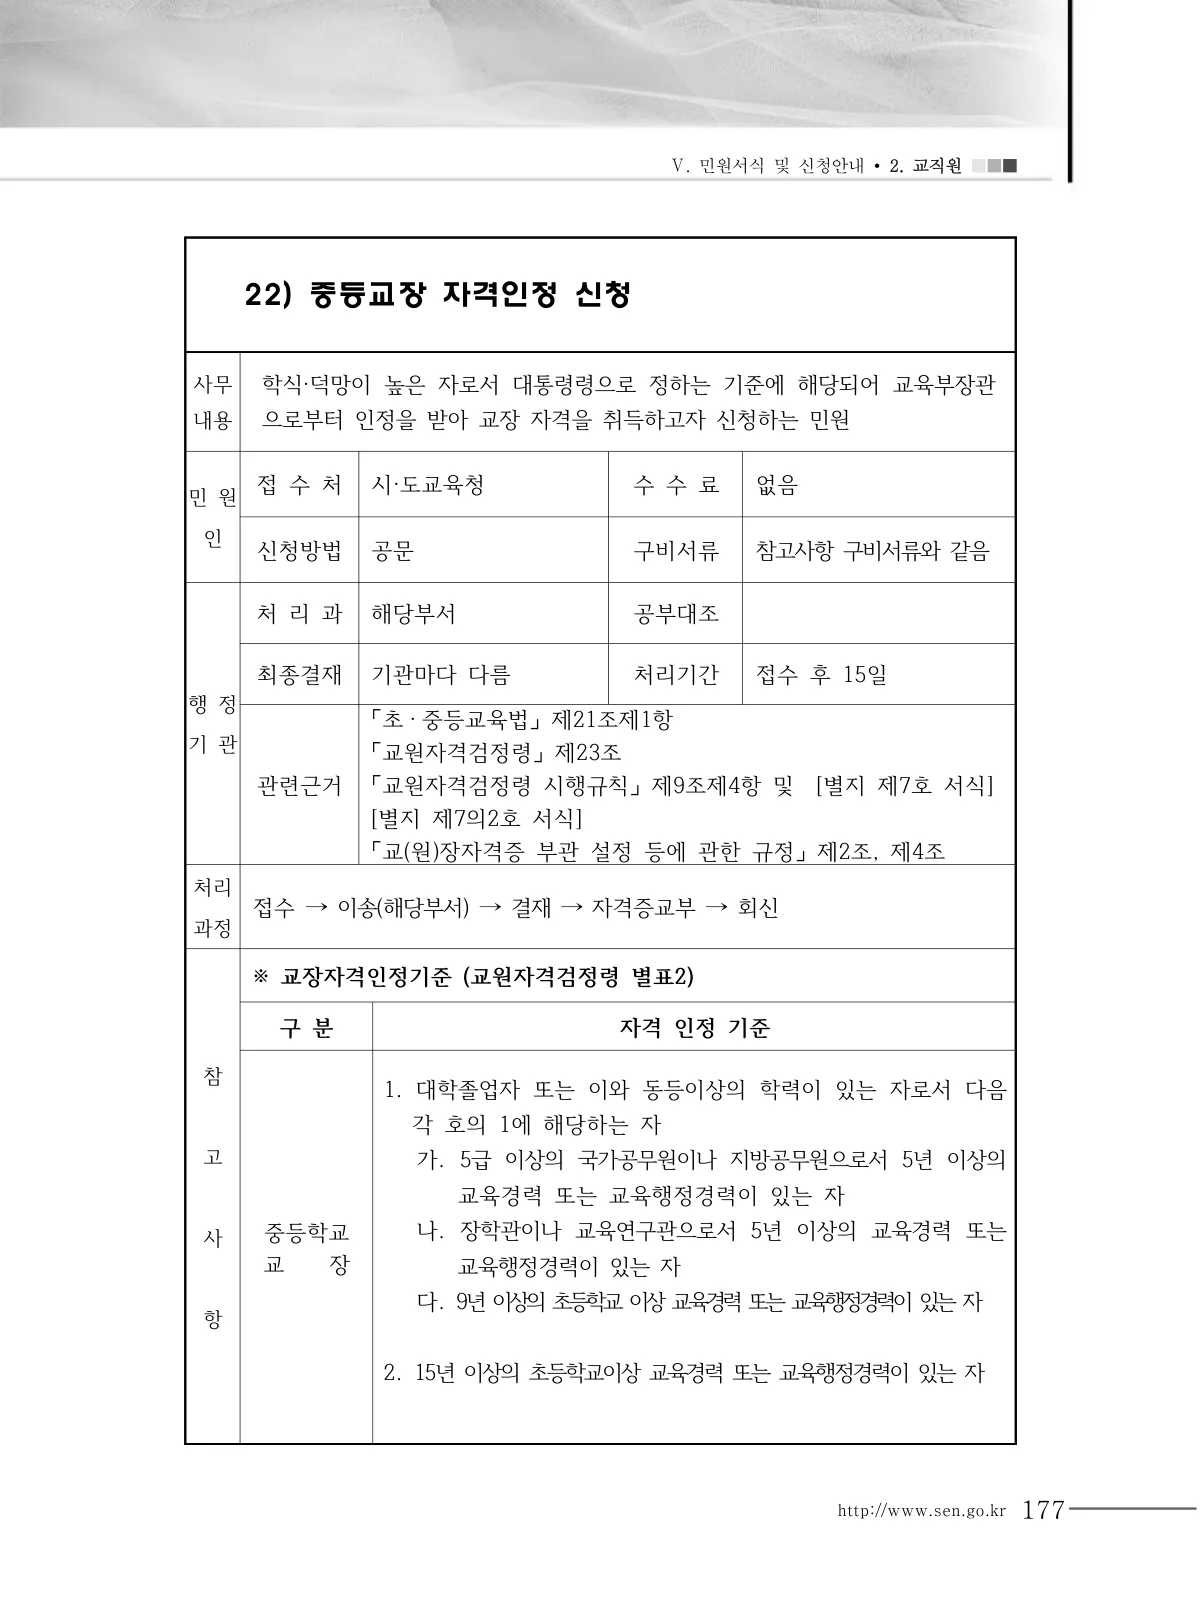 Ⅴ. 민원서식 및 신청안내 • 2. 교직원
22) 중등교장 자격인정 신청
사무
내용
학식·덕망이 높은 자로서 대통령령으로 정하는 기준에 해당되어 교육부장관
으로부터 인정을 받아 교장 자격을 취득하고자 신청하는 민원
민 원
인
접 수 처 시·도교육청 수 수 료 없음
신청방법 공문 구비서류 참고사항 구비서류와 같음
행 정
기 관
처 리 과 해당부서 공부대조
최종결재 기관마다 다름 처리기간 접수 후 15일
관련근거
「초 · 중등교육법」제21조제1항
「교원자격검정령」제23조
「교원자격검정령 시행규칙」제9조제4항 및 [별지 제7호 서식]
[별지 제7의2호 서식]
「교(원)장자격증 부관 설정 등에 관한 규정」제2조, 제4조
처리
과정
접수 → 이송(해당부서) → 결재 → 자격증교부 → 회신
참
고
사
항
※ 교장자격인정기준 (교원자격검정령 별표2)
구 분 자격 인정 기준
중등학교
교 장
1. 대학졸업자 또는 이와 동등이상의 학력이 있는 자로서 다음
각 호의 1에 해당하는 자
가. 5급 이상의 국가공무원이나 지방공무원으로서 5년 이상의
교육경력 또는 교육행정경력이 있는 자
나. 장학관이나 교육연구관으로서 5년 이상의 교육경력 또는
교육행정경력이 있는 자
다. 9년 이상의 초등학교 이상 교육경력 또는 교육행정경력이 있는 자
2. 15년 이상의 초등학교이상 교육경력 또는 교육행정경력이 있는 자
http://www.sen.go.kr 177